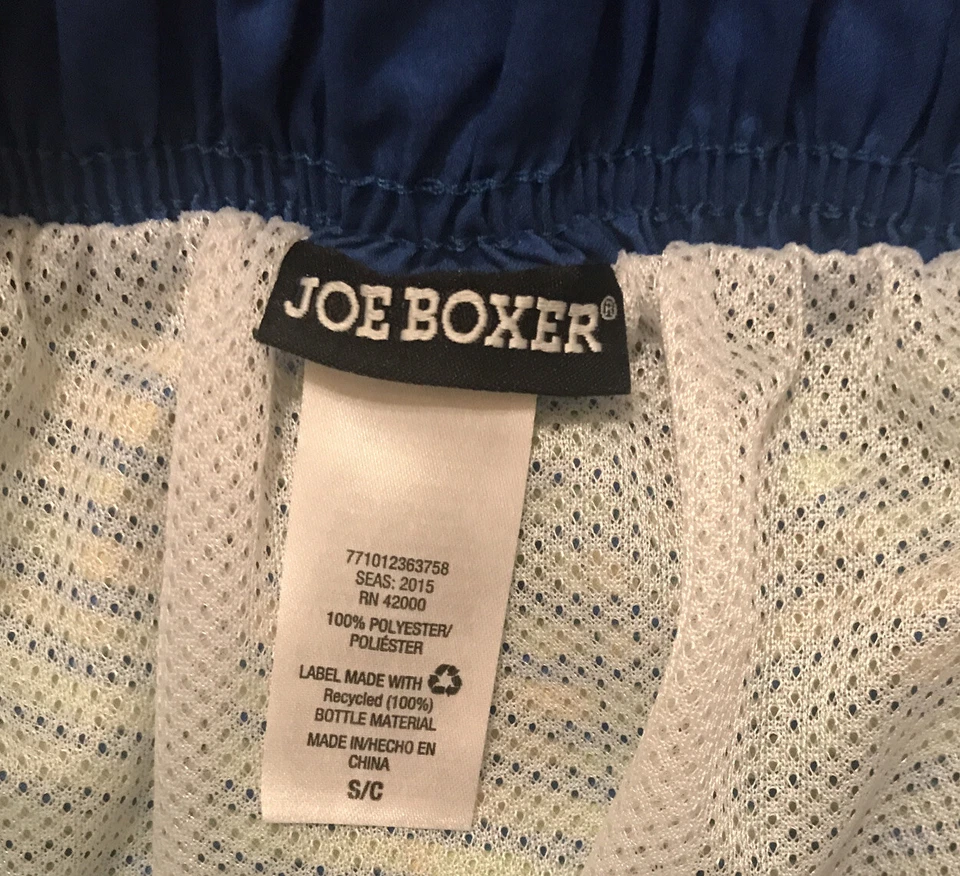 JOE BOXER®
771012363758
SEAS: 2015
RN 42000
100% POLYESTER/
POLIÉSTER
LABEL MADE WITH
Recycled (100%)
BOTTLE MATERIAL
MADE IN/HECHO EN
CHINA
S/C